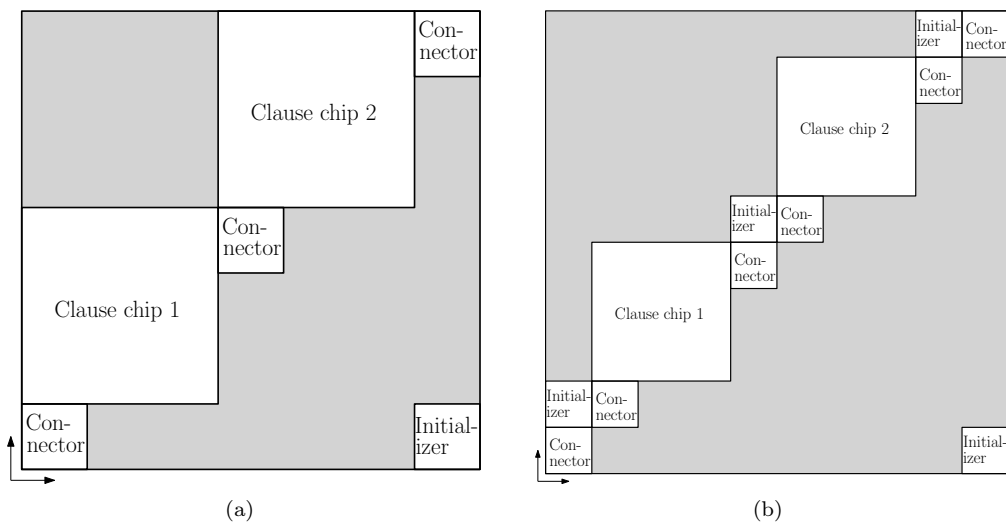 Con-
nector
Clause chip 2
Con-
nector
Clause chip 1
Con-
nector
Initial-
izer
(a)
Initial-
izer
Con-
nector
Con-
nector
Clause chip 2
Initial-
izer
Con-
nector
Con-
nector
Clause chip 1
Initial-
izer
Con-
nector
Con-
nector
Initial-
izer
(b)